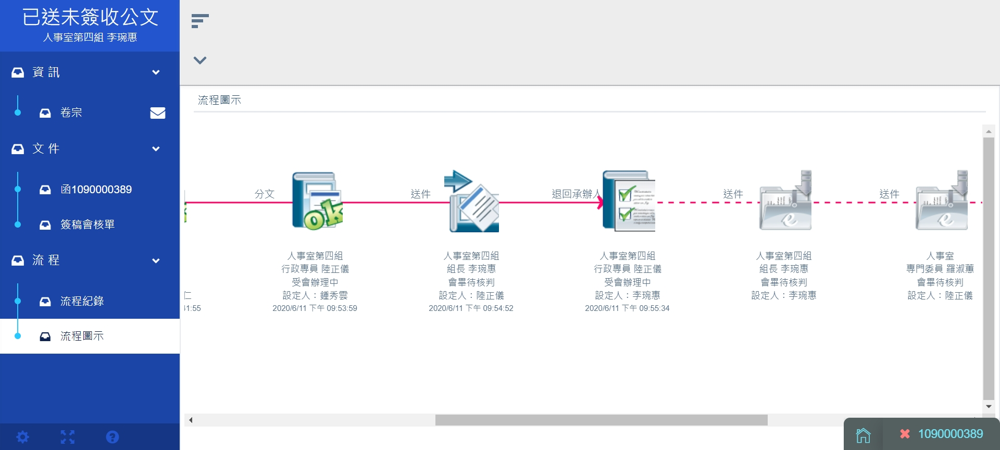 已送未簽收公文
人事室第四組 李琬惠
資訊
卷宗
文件
函1090000389
簽稿會核單
流程
流程紀錄
流程圖示
流程圖示
分文
送件
退回承辦人
送件
送件
仁
41:55
人事室第四組
行政專員 陸正儀
受會辦理中
設定人：鍾秀雲
2020/6/11 下午 09:53:59
ok
人事室第四組
組長 李琬惠
會畢待核判
設定人：陸正儀
2020/6/11 下午 09:54:52
人事室第四組
行政專員 陸正儀
受會辦理中
設定人：李琬惠
2020/6/11 下午 09:55:34
人事室第四組
組長 李琬惠
會畢待核判
設定人：李琬惠
人事室
專門委員 羅淑蕙
會畢待核判
設定人：陸正儀
1090000389